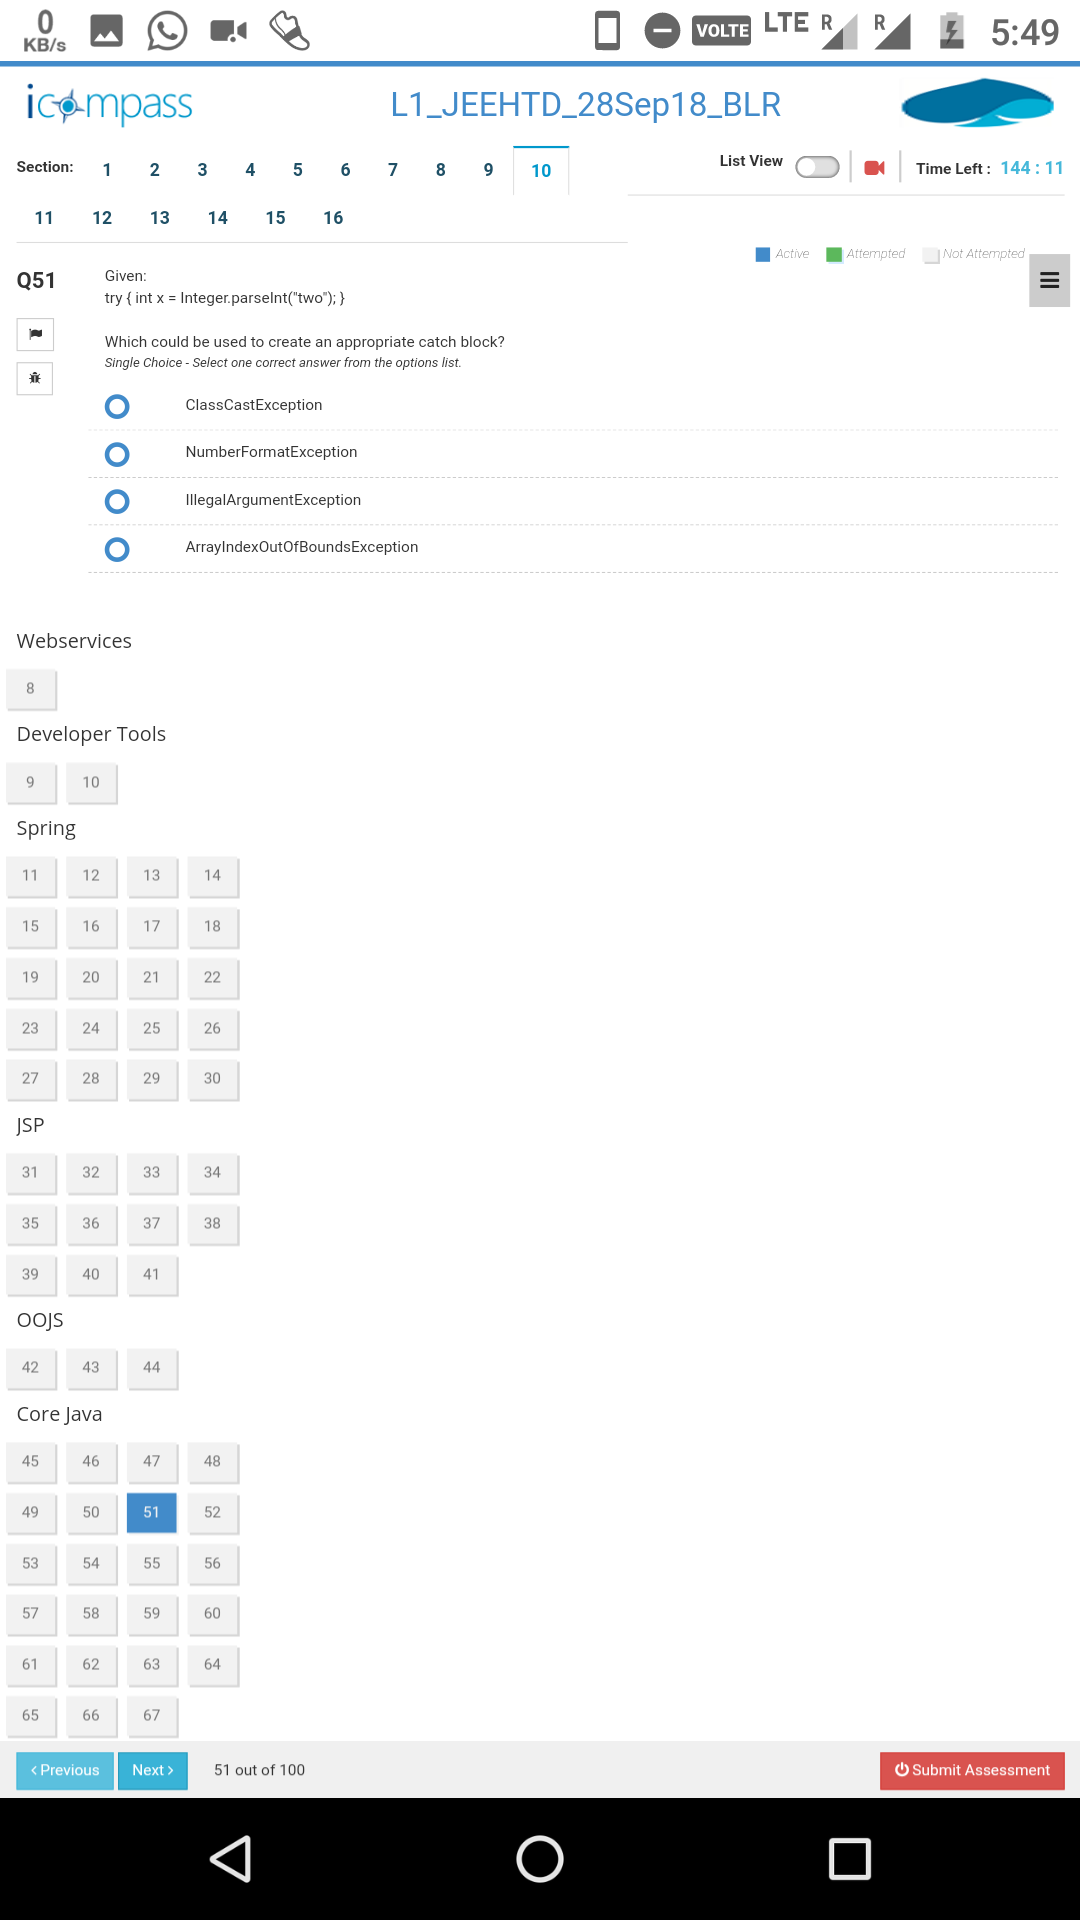 0
KB/s
VOLTE
LTE
R
R
5:49
icompass
L1_JEEHTD_28Sep18_BLR
Section:
1 2 3 4 5 6 7 8 9 10
List View
Time Left : 144 : 11
11 12 13 14 15 16
Active
Attempted
Not Attempted
Q51
Given:
try { int x = Integer.parseInt("two"); }
Which could be used to create an appropriate catch block?
Single Choice - Select one correct answer from the options list.
ClassCastException
NumberFormatException
IllegalArgumentException
ArrayIndexOutOfBoundsException
Webservices
8
Developer Tools
9 10
Spring
11 12 13 14
15 16 17 18
19 20 21 22
23 24 25 26
27 28 29 30
JSP
31 32 33 34
35 36 37 38
39 40 41
OOJS
42 43 44
Core Java
45 46 47 48
49 50 51 52
53 54 55 56
57 58 59 60
61 62 63 64
65 66 67
Previous
Next
51 out of 100
Submit Assessment